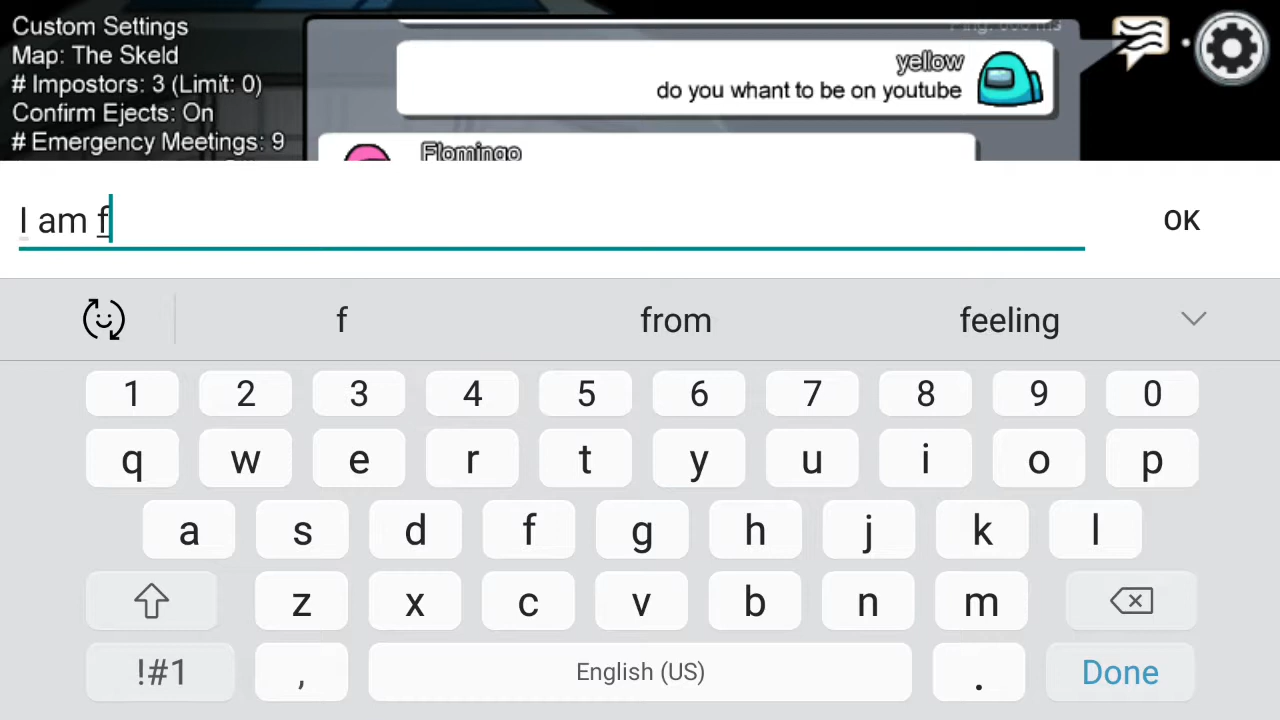 Custom Settings
Map: The Skeld
# Impostors: 3 (Limit: 0)
Confirm Ejects: On
# Emergency Meetings: 9
yellow
do you whant to be on youtube
Flomingo
I am f
OK
f from feeling
1 2 3 4 5 6 7 8 9 0
q w e r t y u i o p
a s d f g h j k l
z x c v b n m
!#1 , English (US) . Done